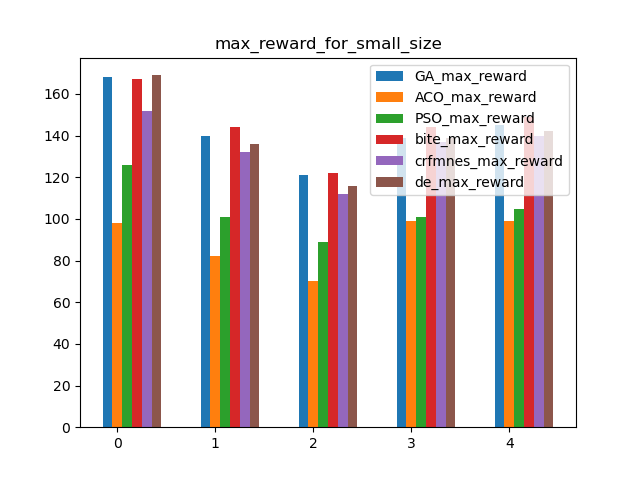 max_reward_for_small_size
GA_max_reward
ACO_max_reward
PSO_max_reward
bite_max_reward
crfmnes_max_reward
de_max_reward
160
140
120
100
80
60
40
20
0
0 1 2 3 4